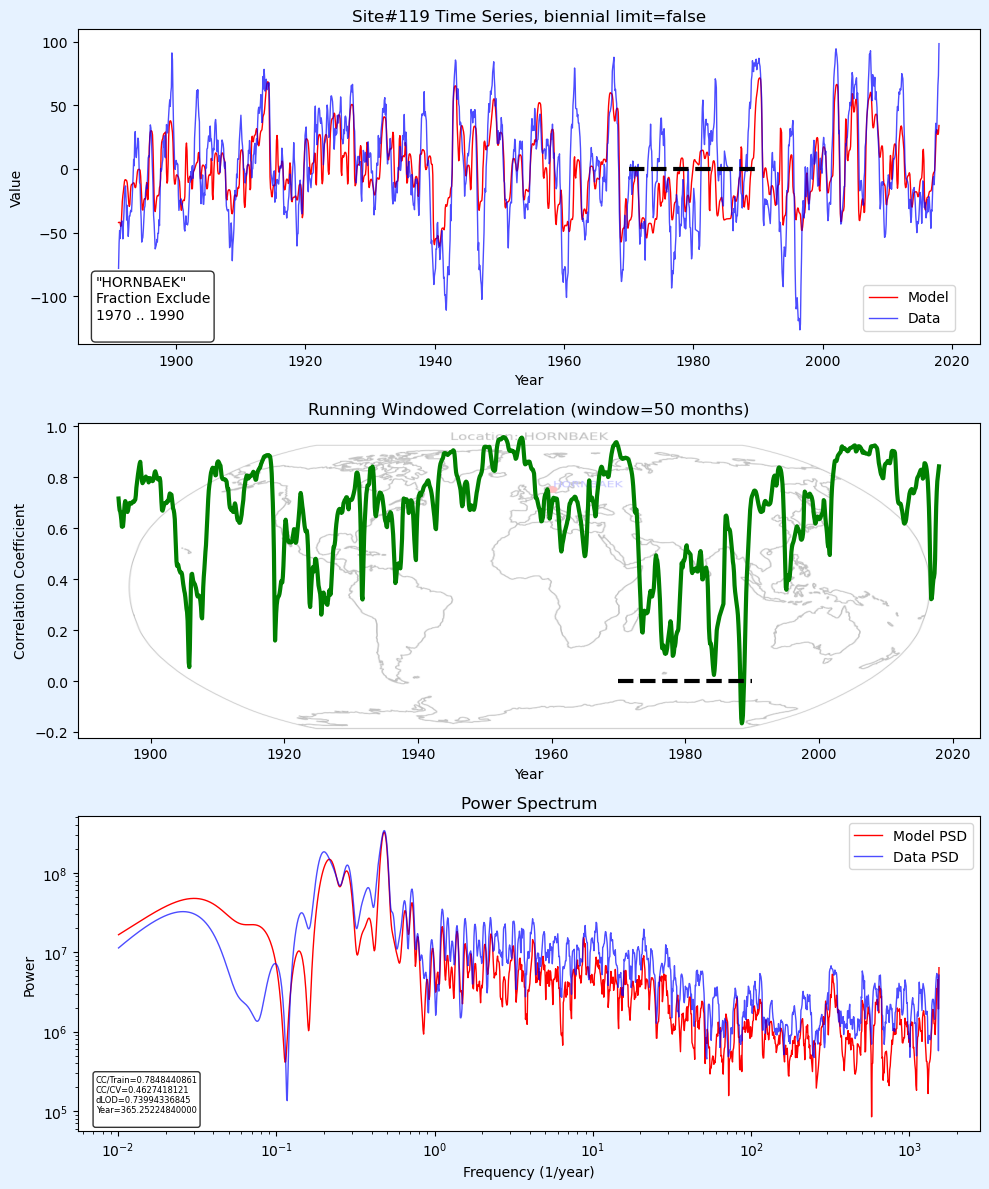 Site#119 Time Series, biennial limit=false
100
50
0
−50
−100
Value
"HORNBAEK"
Fraction Exclude
1970 .. 1990
Model
Data
1900
1920
1940
1960
1980
2000
2020
Year
Running Windowed Correlation (window=50 months)
Location: HORNBAEK
HORNBAEK
1.0
0.8
0.6
0.4
0.2
0.0
−0.2
Correlation Coefficient
1900
1920
1940
1960
1980
2000
2020
Year
Power Spectrum
Model PSD
Data PSD
10⁸
10⁷
10⁶
10⁵
Power
CC/Train=0.7848440861
CC/CV=0.4627418121
dLOD=0.73994336845
Year=365.25224840000
10⁻²
10⁻¹
10⁰
10¹
10²
10³
Frequency (1/year)